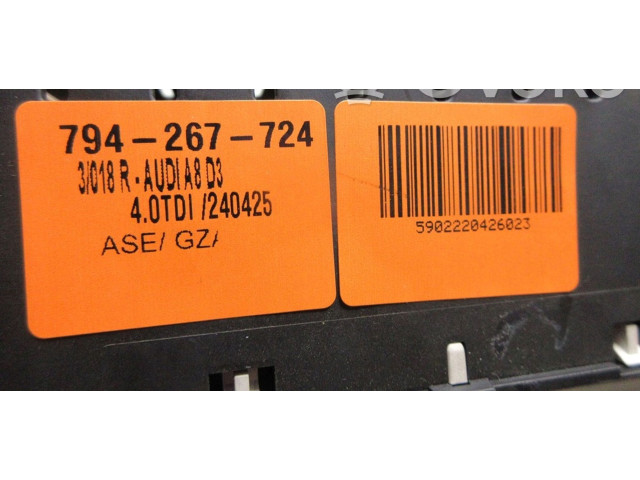 794-267-724
3/018 R - AUDI A8 D3
4.0TDI /240425
ASE/ GZ/
5902220426023